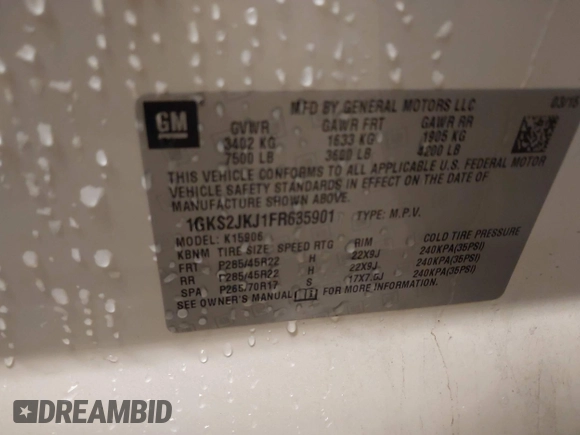 GM
MFD BY GENERAL MOTORS LLC 03/15
GVWR GAWR FRT GAWR RR
3402 KG 1633 KG 1905 KG
7500 LB 3600 LB 4200 LB
THIS VEHICLE CONFORMS TO ALL APPLICABLE U.S. FEDERAL MOTOR
VEHICLE SAFETY STANDARDS IN EFFECT ON THE DATE OF
MANUFACTURE SHOWN ABOVE.
1GKS2JKJ1FR635901 TYPE: M.P.V.
MODEL: K15906
KBNM TIRE SIZE SPEED RTG RIM COLD TIRE PRESSURE
FRT P285/45R22 H 22X9J 240KPA(35PSI)
RR P285/45R22 H 22X9J 240KPA(35PSI)
SPA P265/70R17 S 17X7.0J 240KPA(35PSI)
SEE OWNER'S MANUAL FOR MORE INFORMATION.
DREAMBID